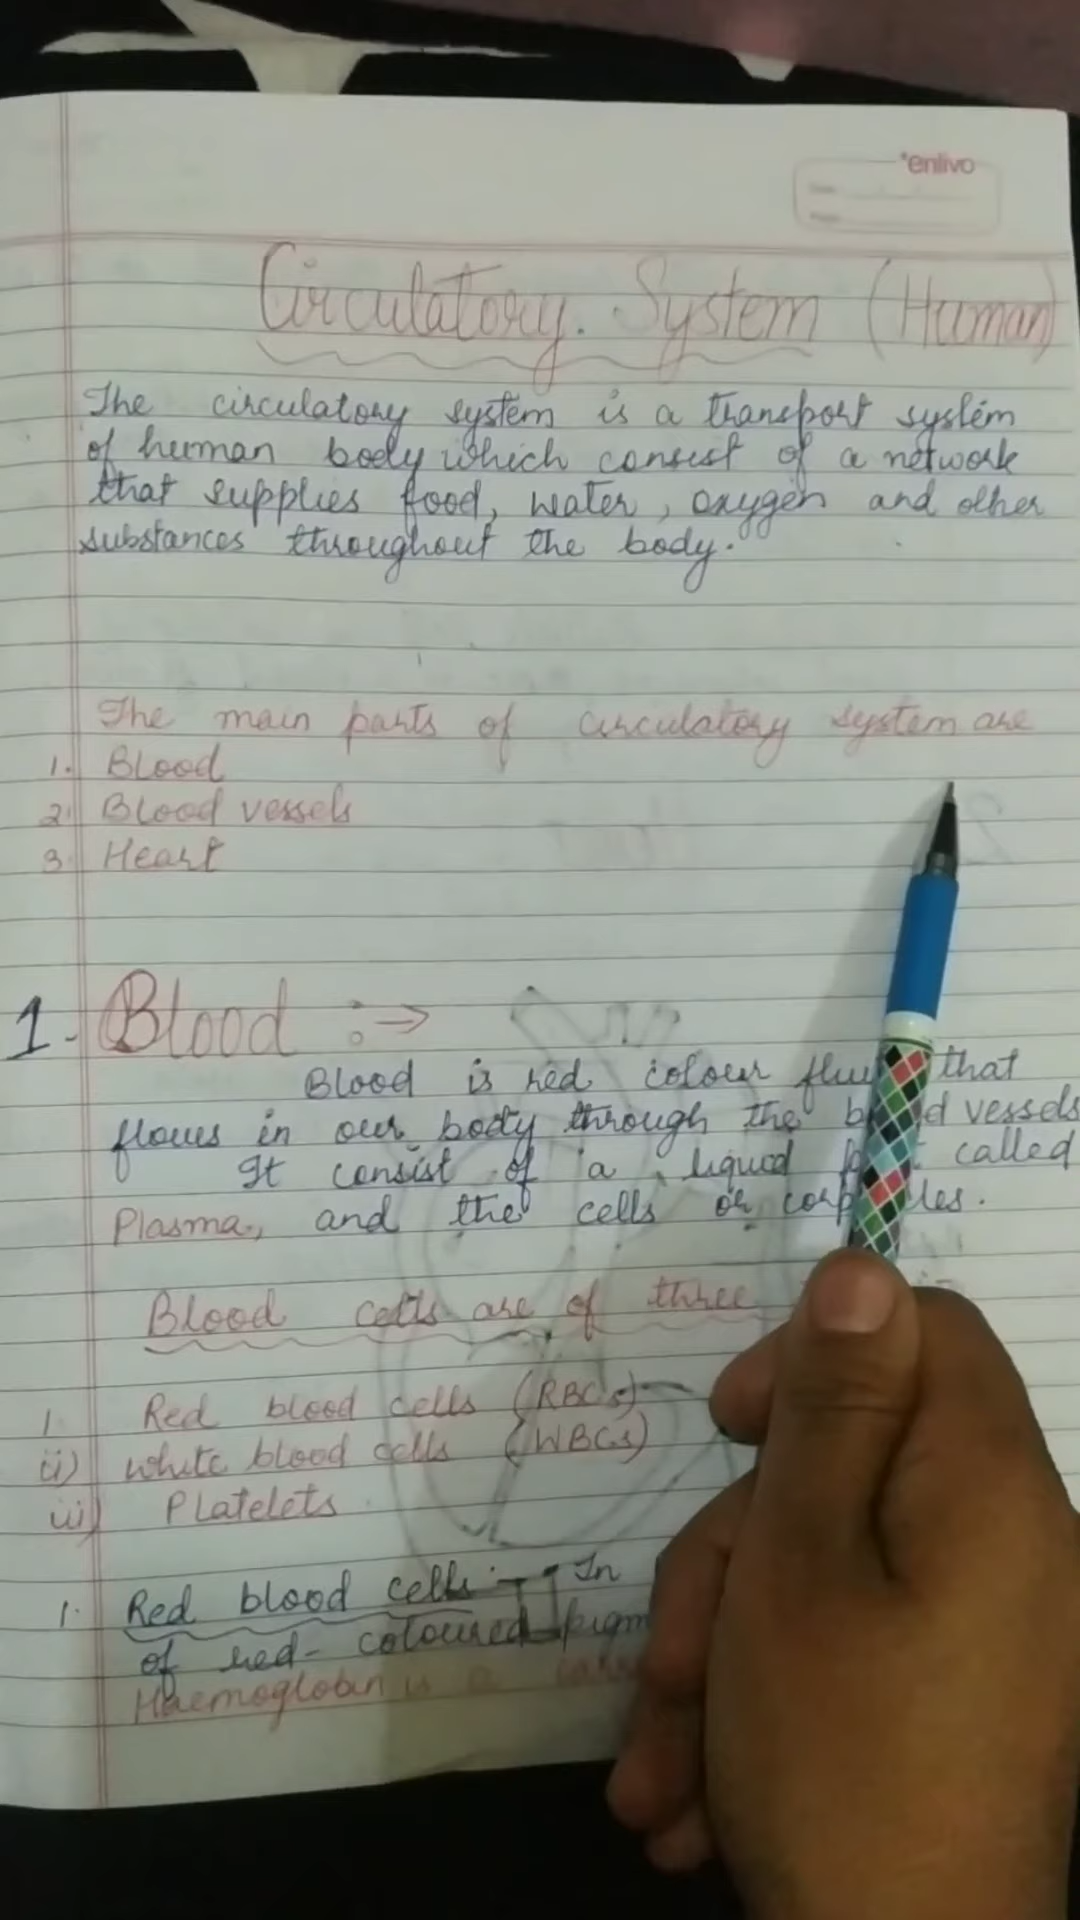 enlivo
Circulatory. System (Human)
The circulatory system is a transport system
of human body which consist of a network
that supplies food, water, oxygen and other
substances throughout the body.
The main parts of circulatory system are
1. Blood
2. Blood vessels
3. Heart
1. Blood :→
Blood is red colour that
flows in our body through the vessels
It consist of a liquid called
Plasma, and the cells or
Blood cells are of three
1. Red blood cells (RBCs)
ii) white blood cells (WBCs)
iii) Platelets
1. Red blood cells :- In
of red-coloured
Haemoglobin is a